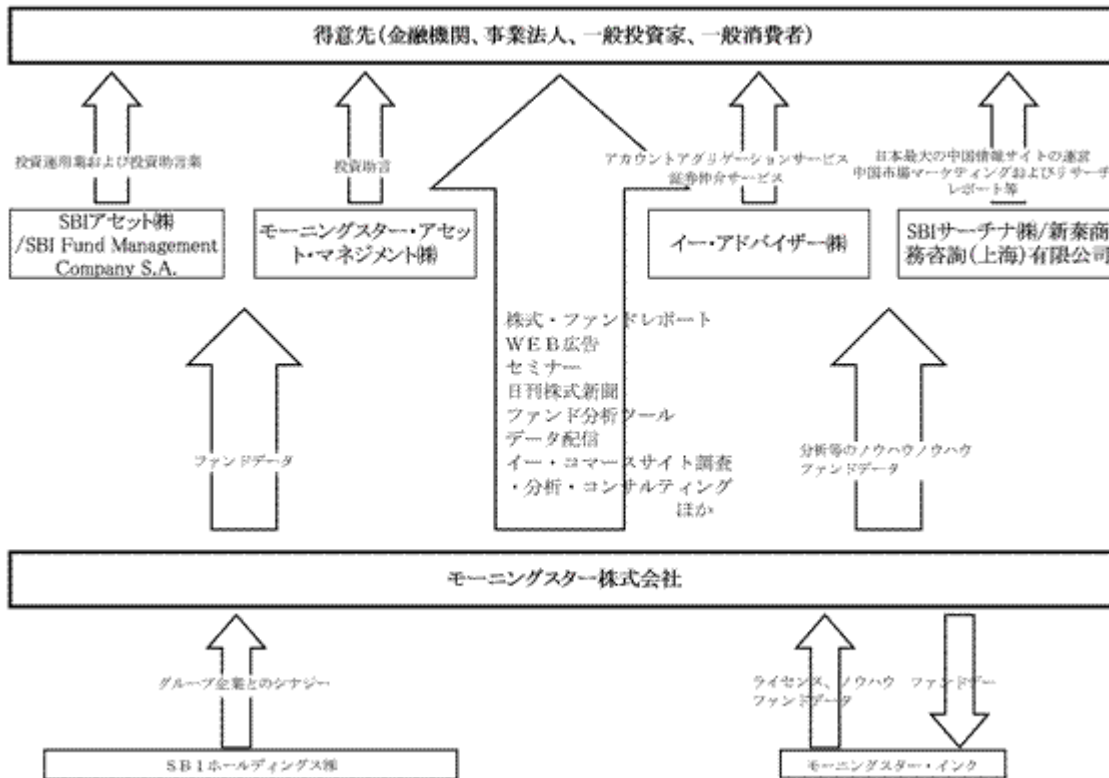 得意先(金融機関、事業法人、一般投資家、一般消費者)
投資運用業および投資助言業
投資助言
アカウントアグリゲーションサービス
証券仲介サービス
日本最大の中国情報サイトの運営
中国市場マーケティングおよびリサーチ
レポート等
SBIアセット㈱
/SBI Fund Management
Company S.A.
モーニングスター・アセッ
ト・マネジメント㈱
イー・アドバイザー㈱
SBIサーチナ㈱/新秦商
務咨詢(上海)有限公司
株式・ファンドレポート
WEB広告
セミナー
日刊株式新聞
ファンド分析ツール
データ配信
イー・コマースサイト調査
・分析・コンサルティング
ほか
ファンドデータ
分析等のノウハウノウハウ
ファンドデータ
モーニングスター株式会社
グループ企業とのシナジー
ライセンス、ノウハウ
ファンドデータ
ファンドデー
SB1ホールディングス㈱
モーニングスター・インク